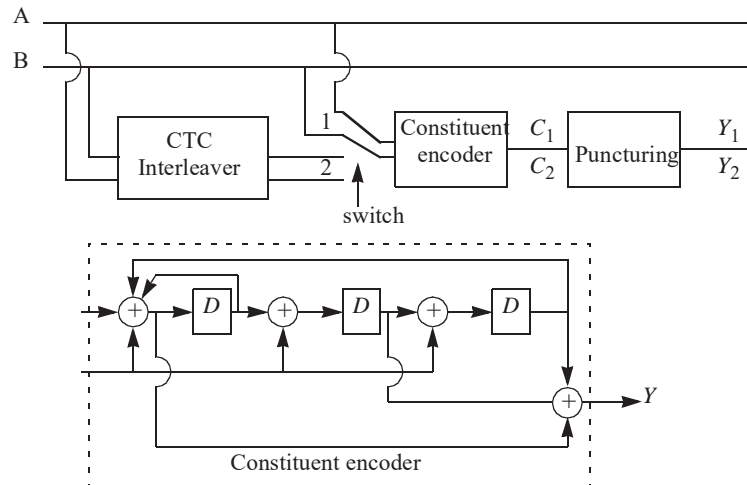 A
B
1
CTC
Interleaver
2
switch
Constituent
encoder
C1
C2
Puncturing
Y1
Y2
+ D + D + D
+ Y
Constituent encoder